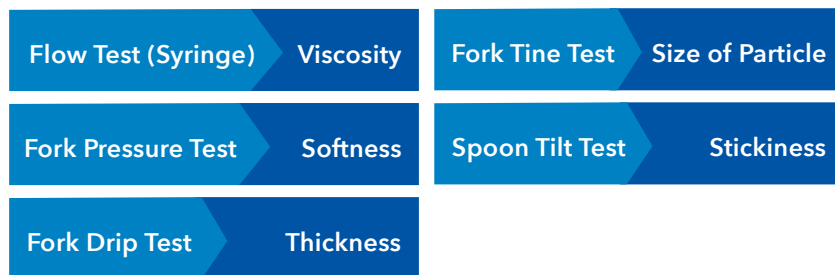 Flow Test (Syringe) Viscosity
Fork Tine Test Size of Particle
Fork Pressure Test Softness
Spoon Tilt Test Stickiness
Fork Drip Test Thickness